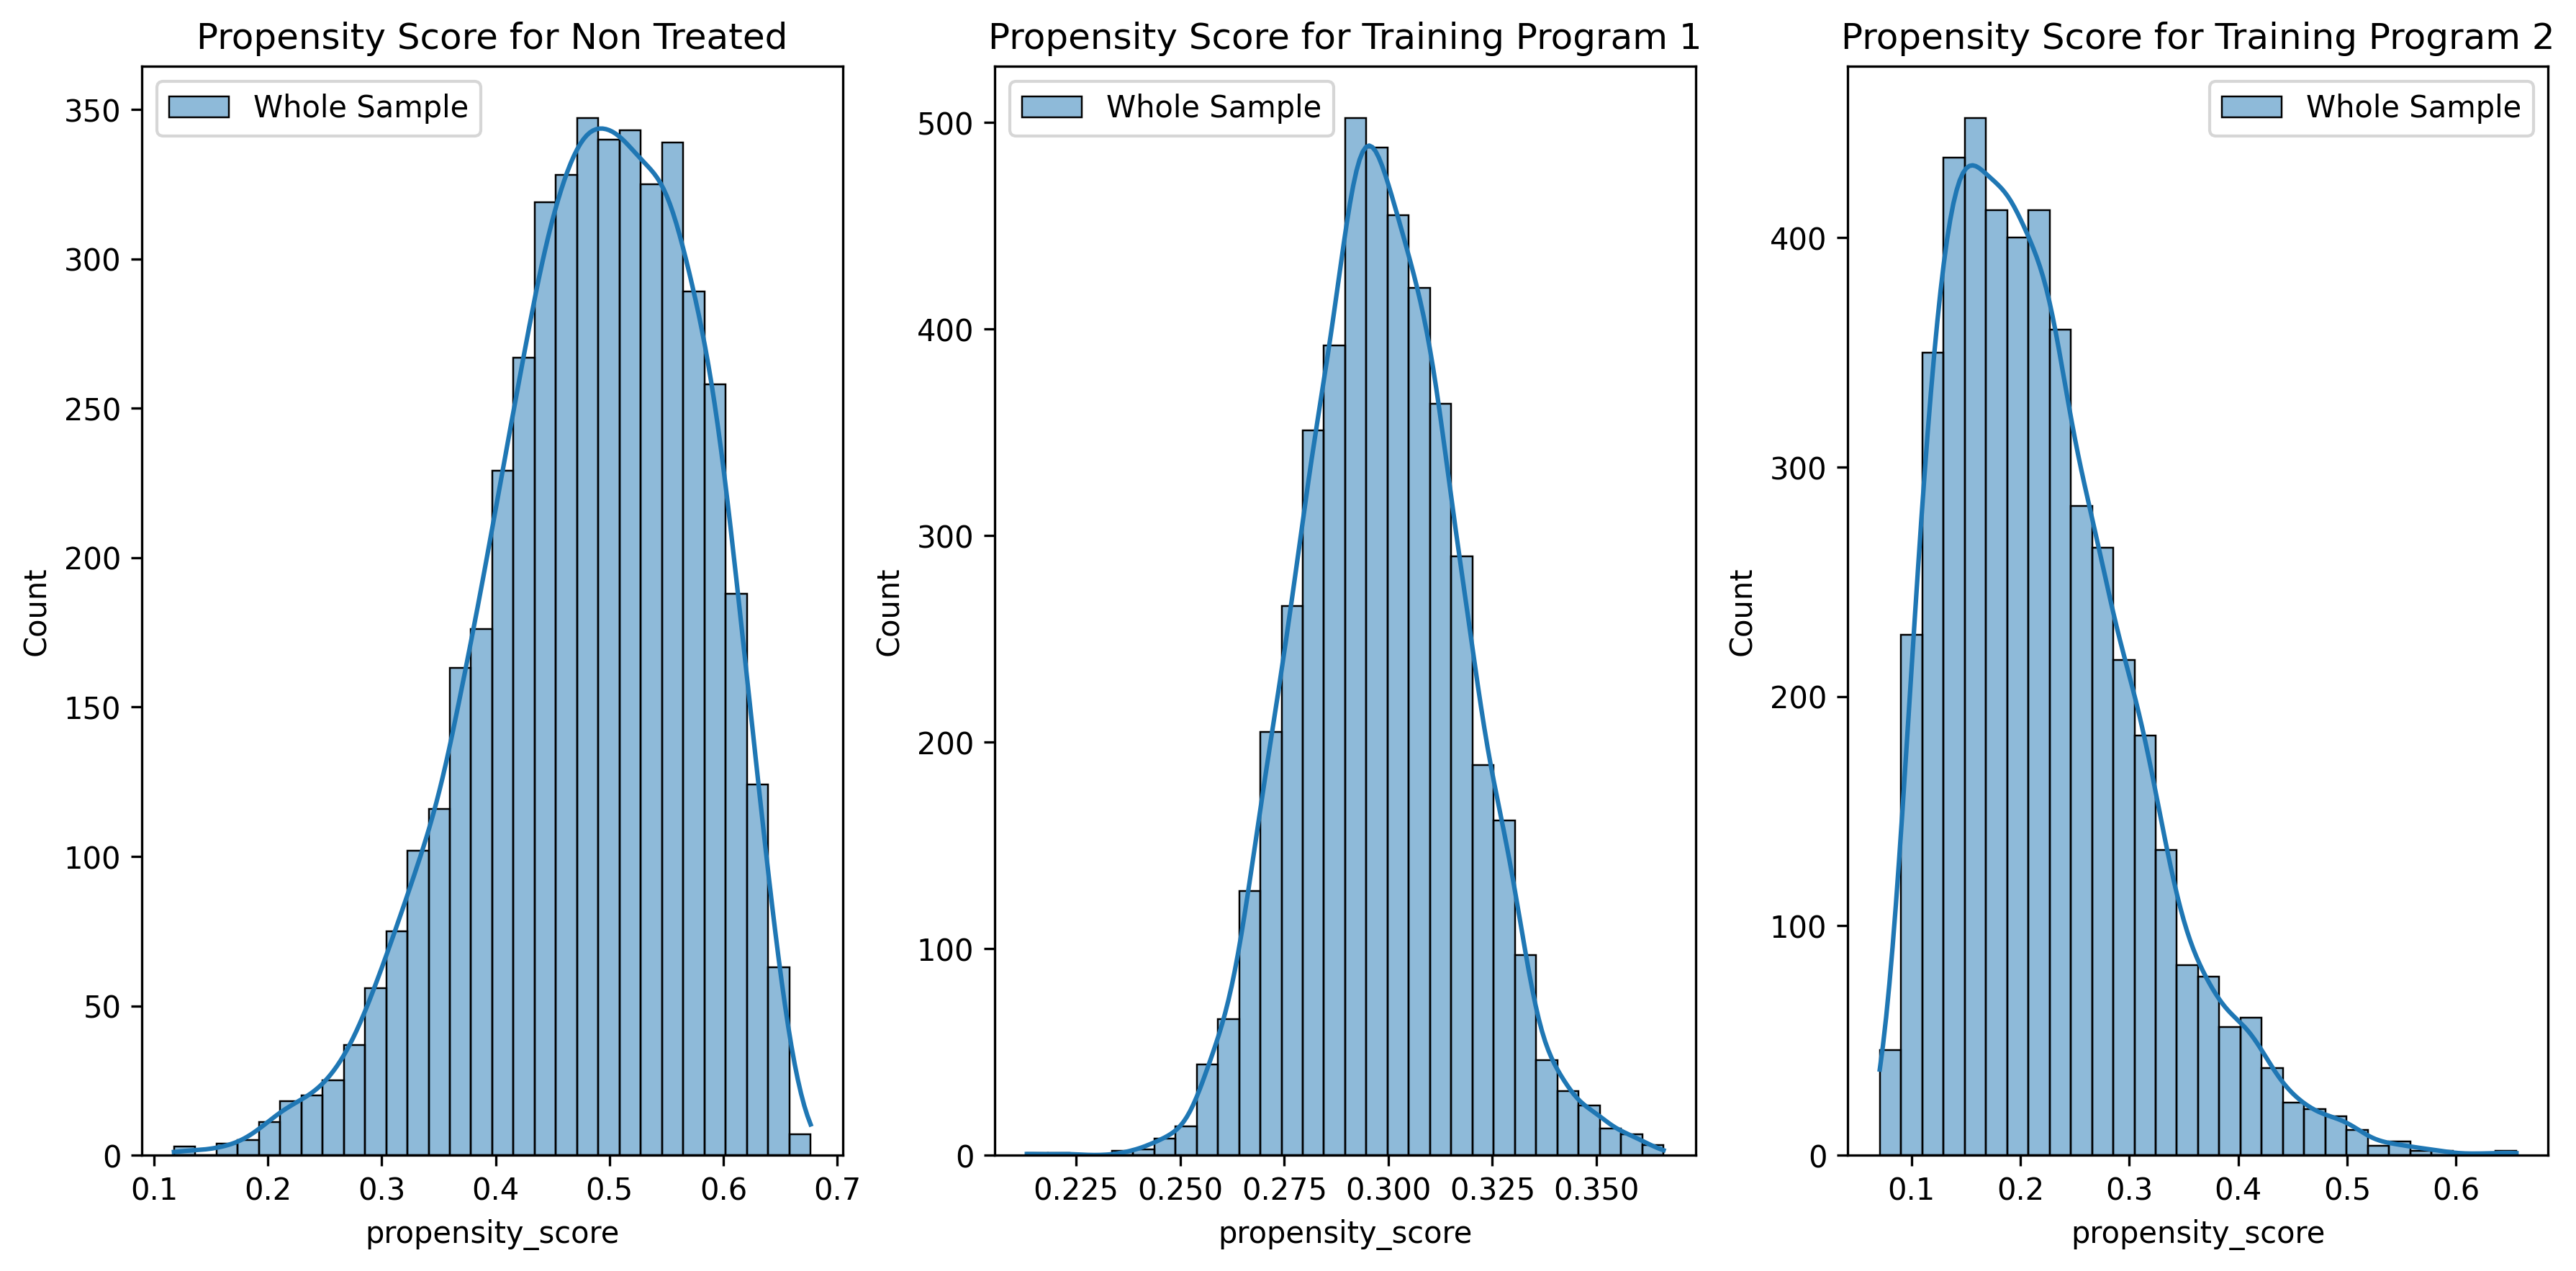 Propensity Score for Non Treated
Whole Sample
350
300
250
200
150
100
50
0
Count
0.1 0.2 0.3 0.4 0.5 0.6 0.7
propensity_score
Propensity Score for Training Program 1
Whole Sample
500
400
300
200
100
0
Count
0.225 0.250 0.275 0.300 0.325 0.350
propensity_score
Propensity Score for Training Program 2
Whole Sample
400
300
200
100
0
Count
0.1 0.2 0.3 0.4 0.5 0.6
propensity_score